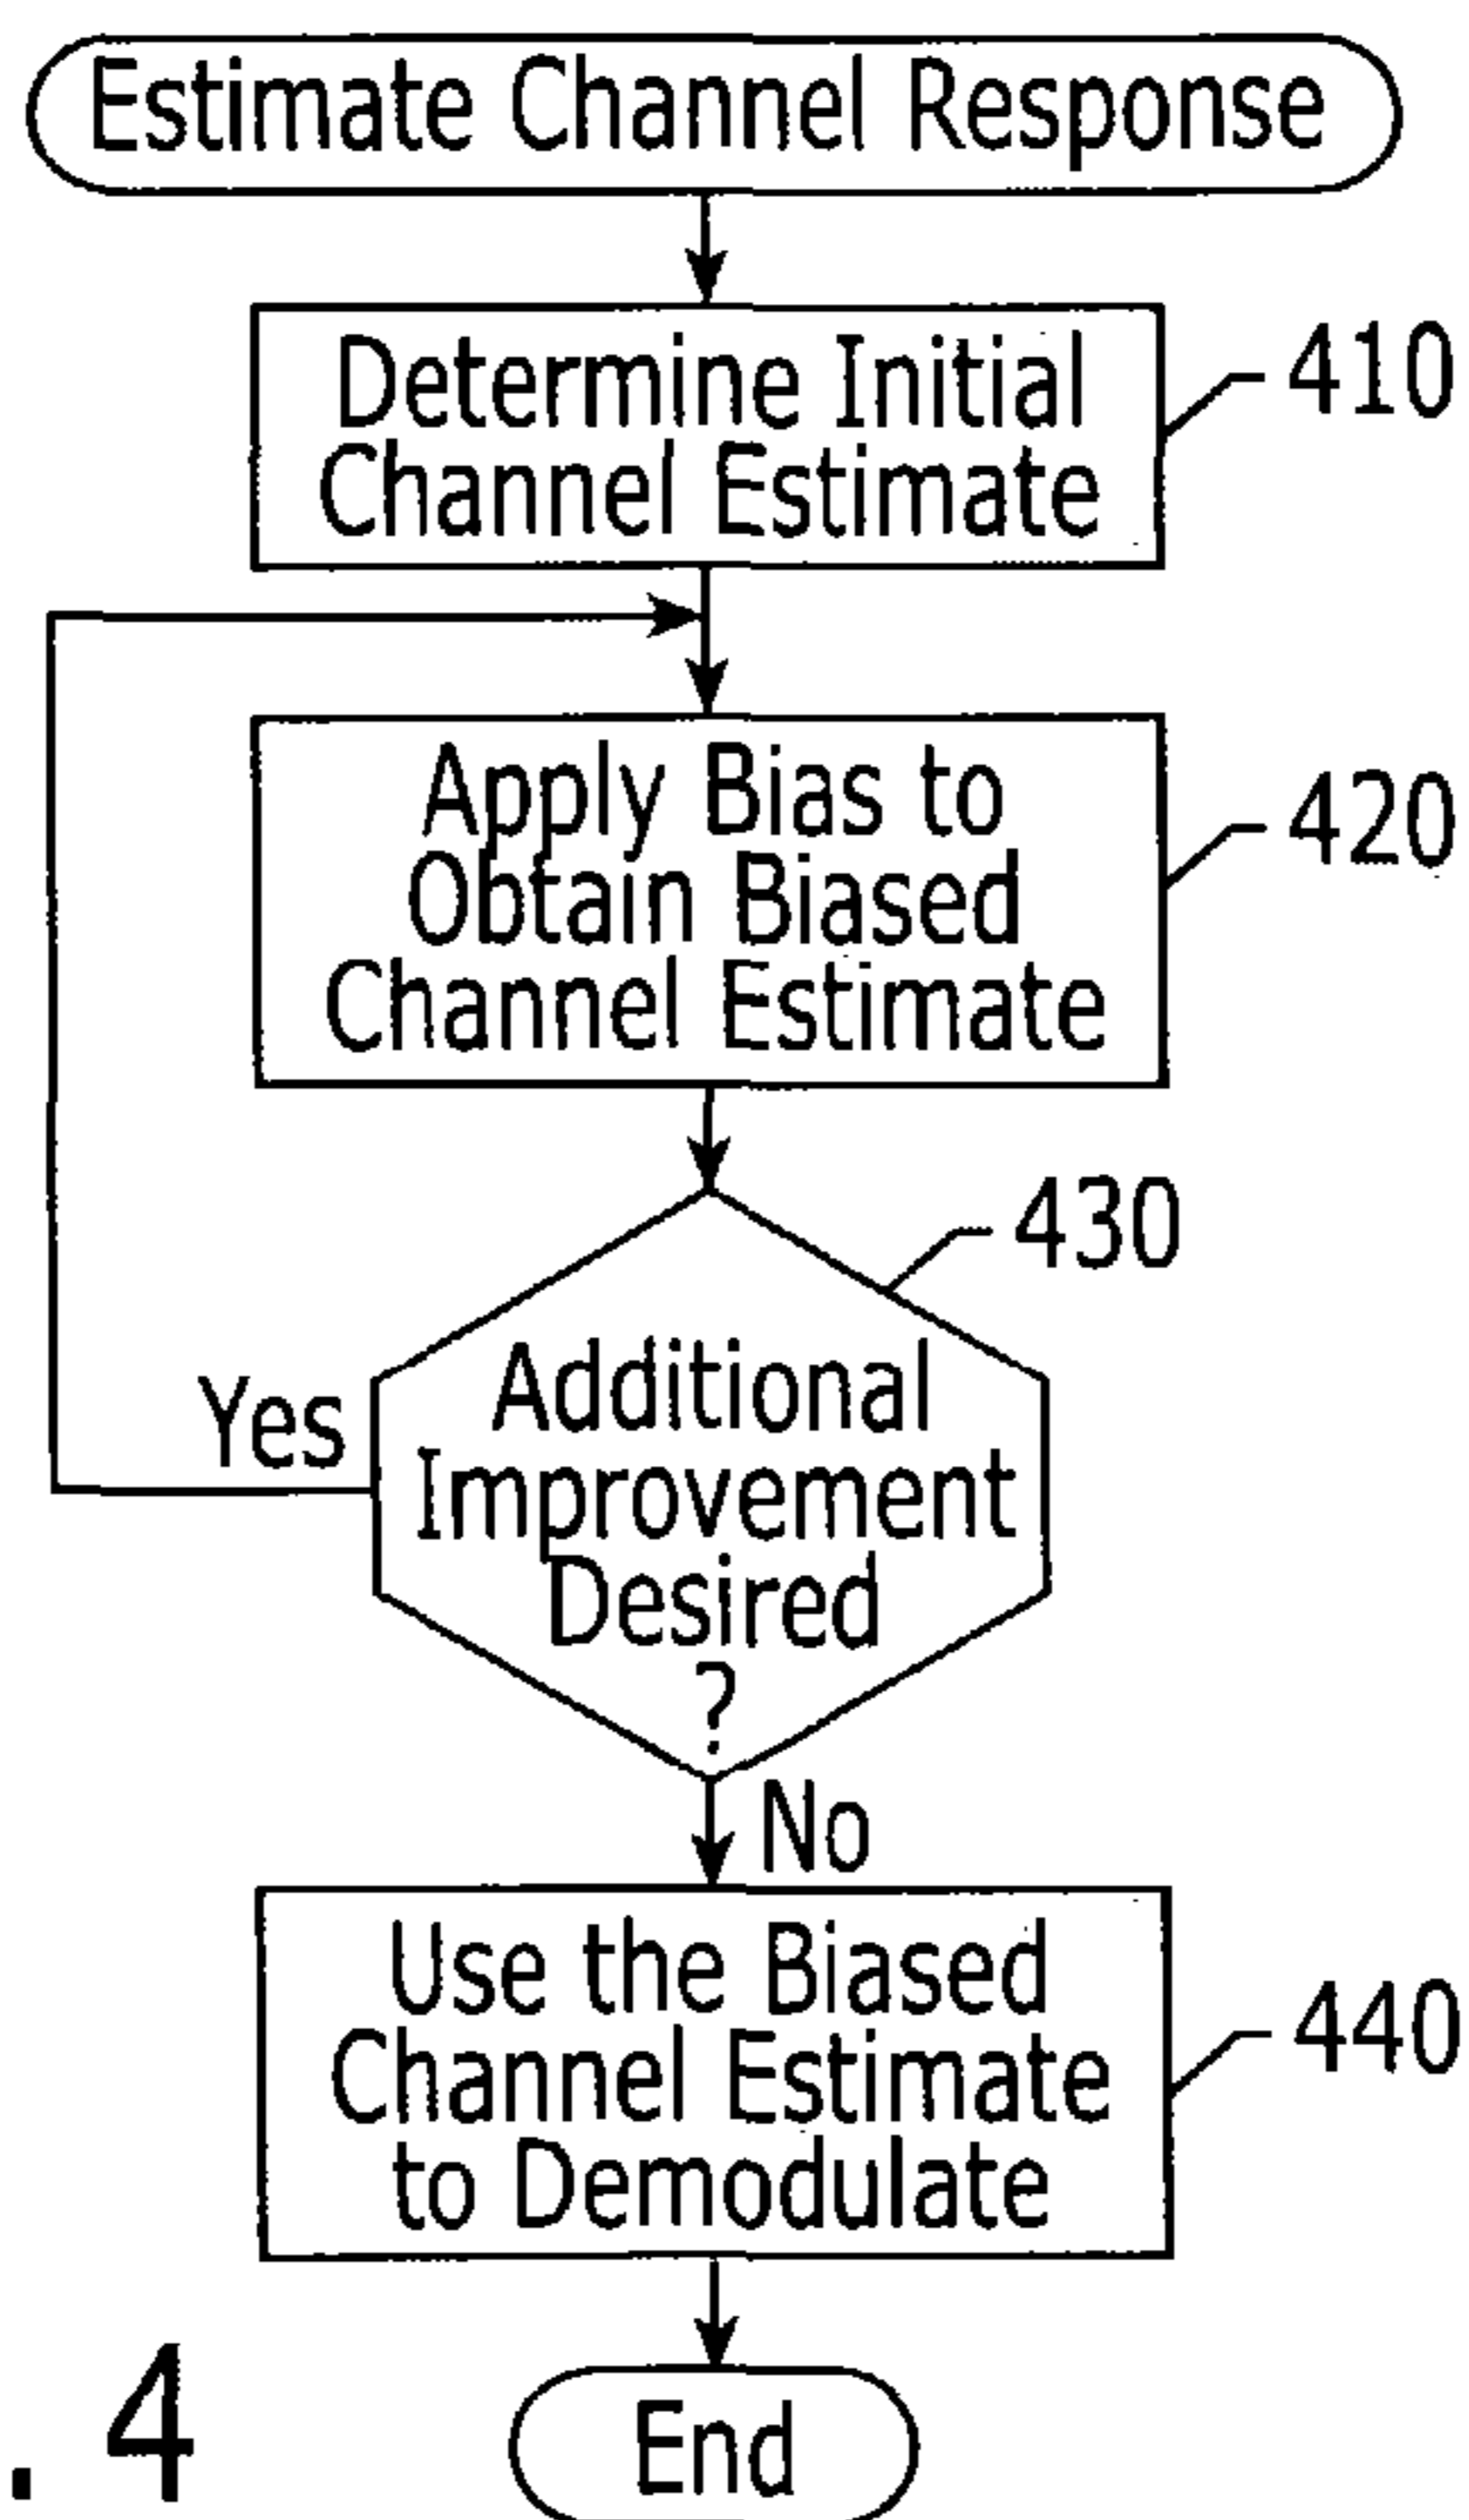 Estimate Channel Response
Determine Initial
Channel Estimate
410
Apply Bias to
Obtain Biased
Channel Estimate
420
430
Additional
Improvement
Desired
?
Yes
No
Use the Biased
Channel Estimate
to Demodulate
440
End
. 4